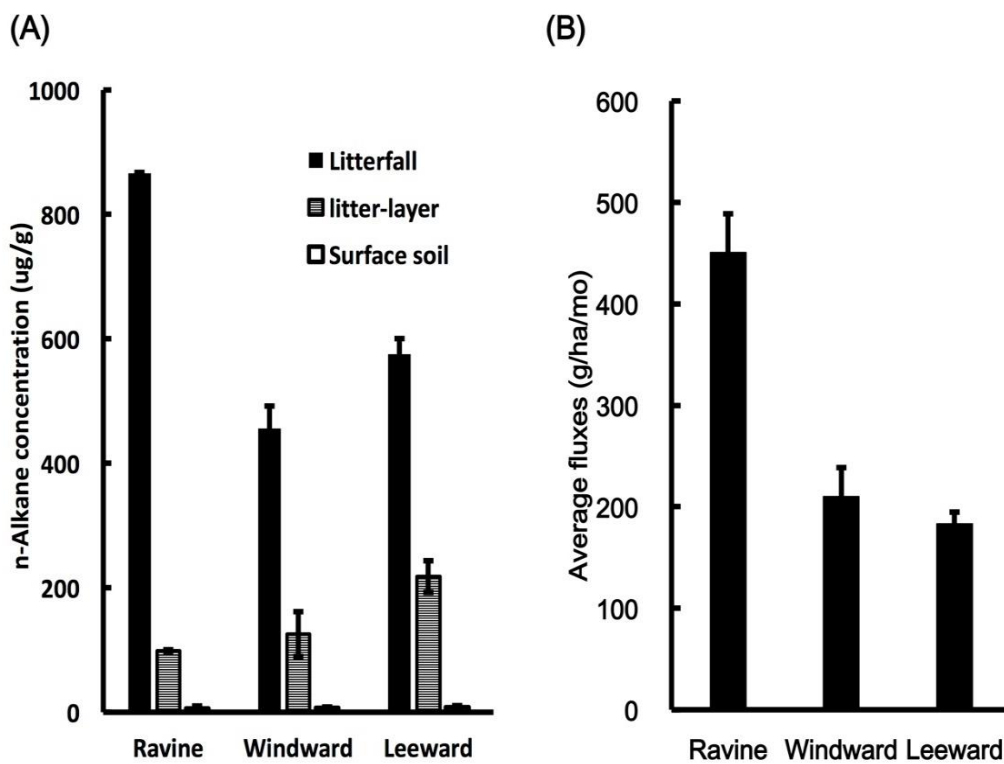 (A)
n-Alkane concentration (ug/g)
1000
800
600
400
200
0
Litterfall
litter-layer
Surface soil
Ravine Windward Leeward
(B)
Average fluxes (g/ha/mo)
600
500
400
300
200
100
0
Ravine Windward Leeward